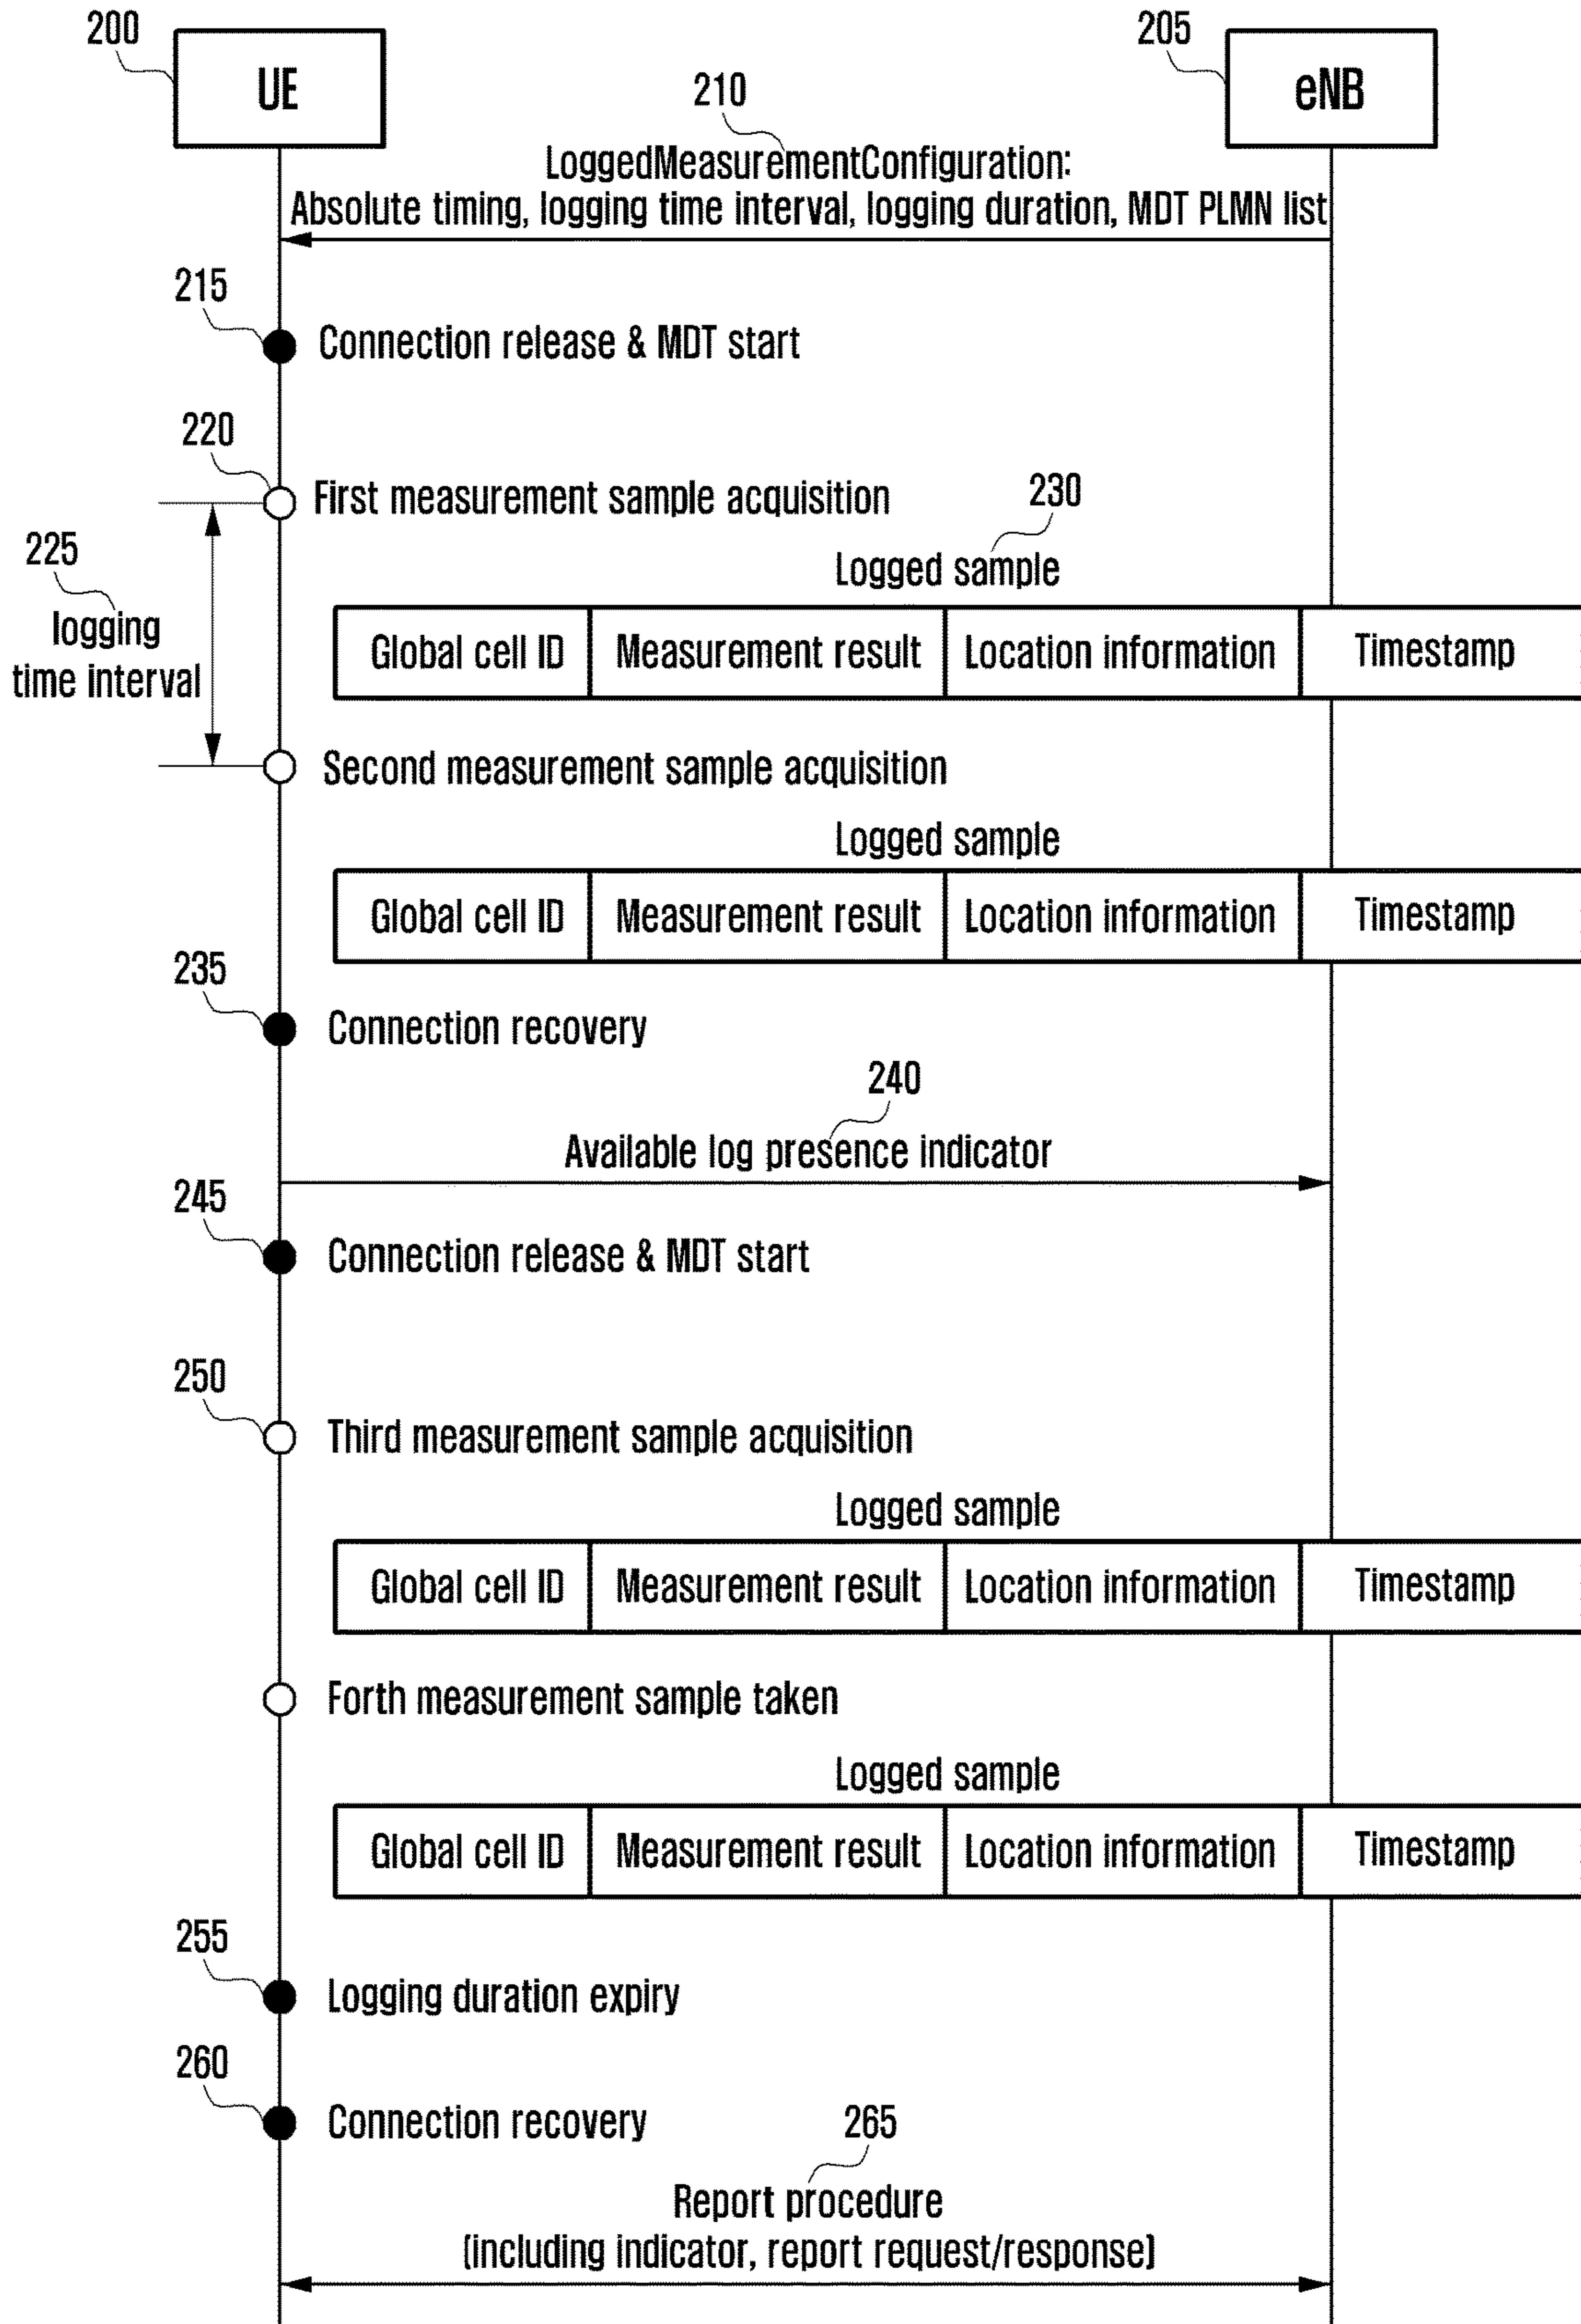 200
UE
205
eNB
210
LoggedMeasurementConfiguration:
Absolute timing, logging time interval, logging duration, MDT PLMN list
215
Connection release & MDT start
220
First measurement sample acquisition
230
225
logging
time interval
Logged sample
Global cell ID Measurement result Location information Timestamp
Second measurement sample acquisition
Logged sample
Global cell ID Measurement result Location information Timestamp
235
Connection recovery
240
Available log presence indicator
245
Connection release & MDT start
250
Third measurement sample acquisition
Logged sample
Global cell ID Measurement result Location information Timestamp
Forth measurement sample taken
Logged sample
Global cell ID Measurement result Location information Timestamp
255
Logging duration expiry
260
Connection recovery
265
Report procedure
(including indicator, report request/response)